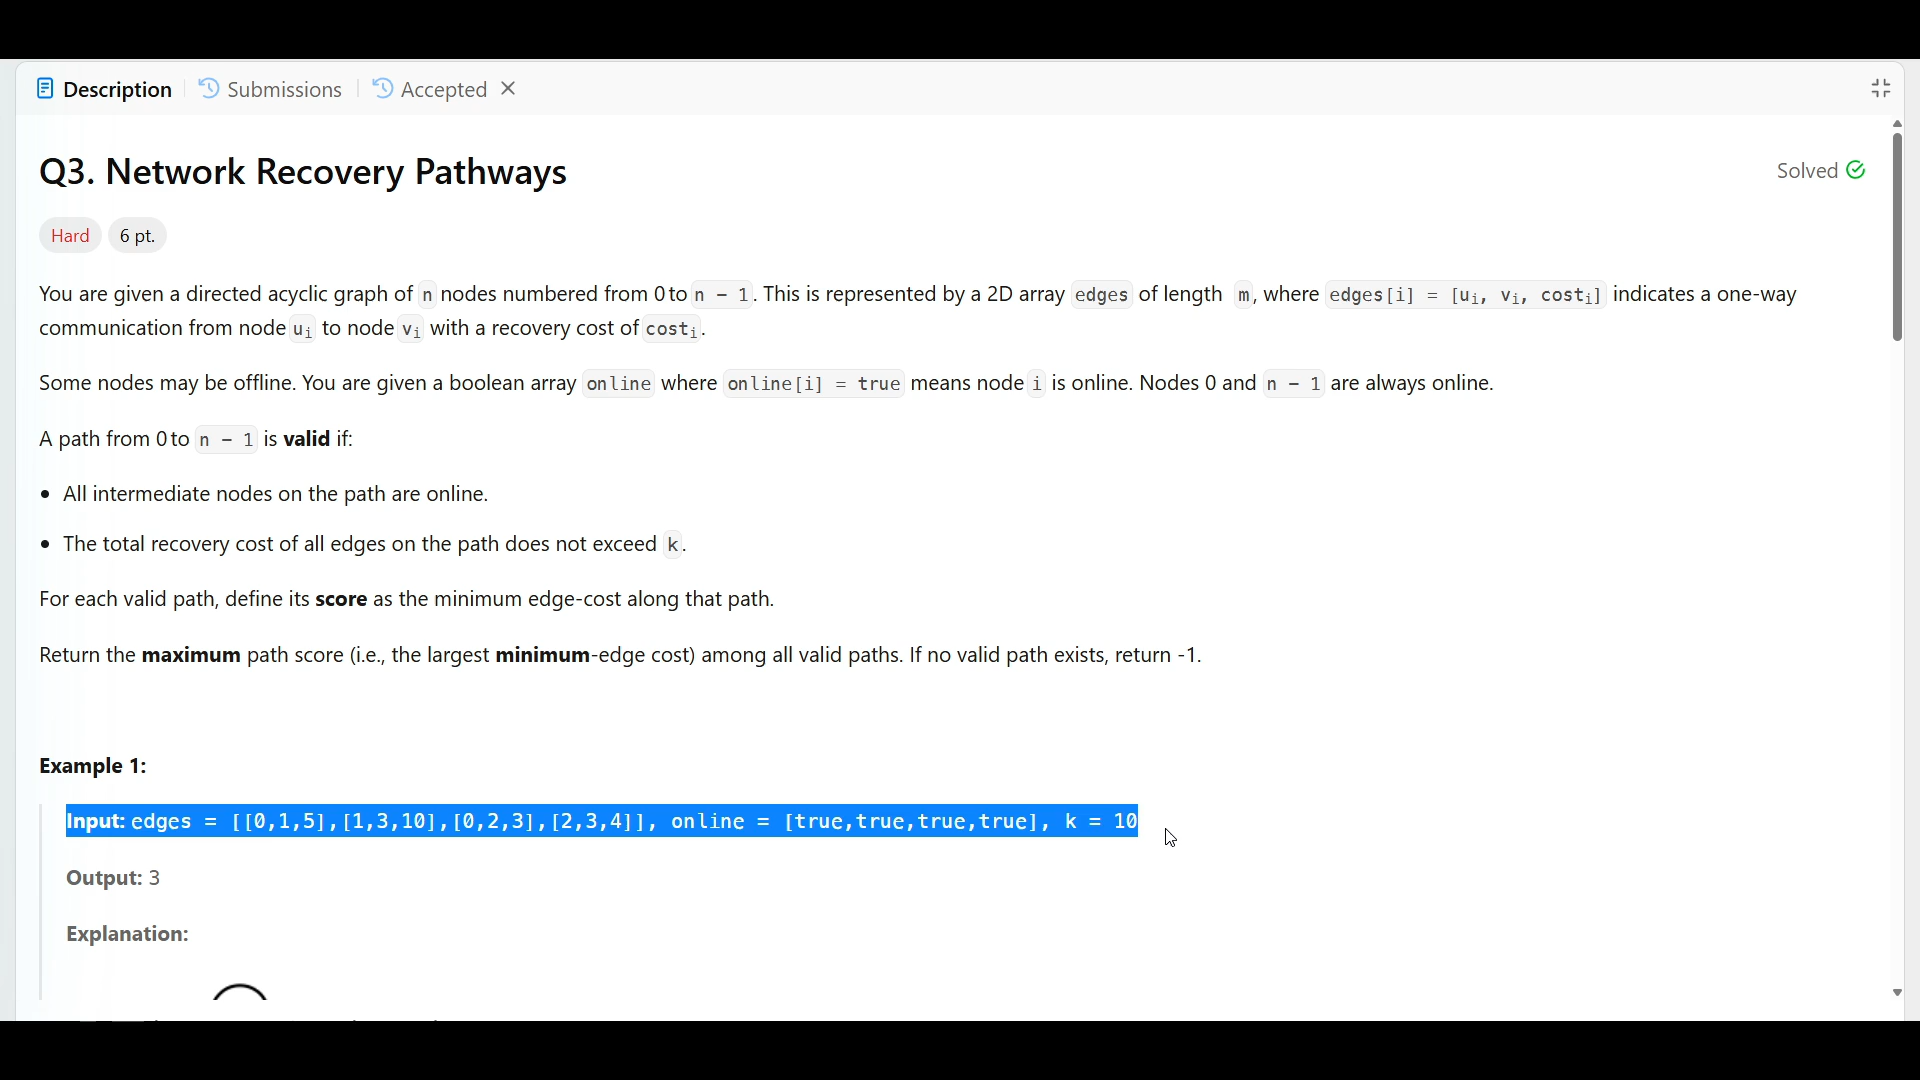 Description Submissions Accepted
Q3. Network Recovery Pathways Solved
Hard 6 pt.
You are given a directed acyclic graph of n nodes numbered from 0 to n - 1. This is represented by a 2D array edges of length m, where edges[i] = [uᵢ, vᵢ, costᵢ] indicates a one-way
communication from node uᵢ to node vᵢ with a recovery cost of costᵢ.
Some nodes may be offline. You are given a boolean array online where online[i] = true means node i is online. Nodes 0 and n - 1 are always online.
A path from 0 to n - 1 is valid if:
• All intermediate nodes on the path are online.
• The total recovery cost of all edges on the path does not exceed k.
For each valid path, define its score as the minimum edge-cost along that path.
Return the maximum path score (i.e., the largest minimum-edge cost) among all valid paths. If no valid path exists, return -1.
Example 1:
Input: edges = [[0,1,5],[1,3,10],[0,2,3],[2,3,4]], online = [true,true,true,true], k = 10
Output: 3
Explanation: